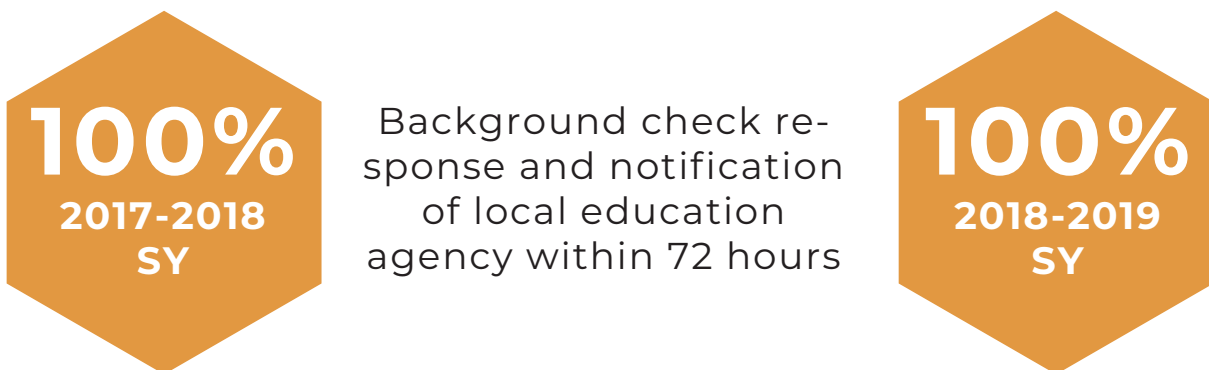 100%
2017-2018
SY
Background check re-
sponse and notification
of local education
agency within 72 hours
100%
2018-2019
SY